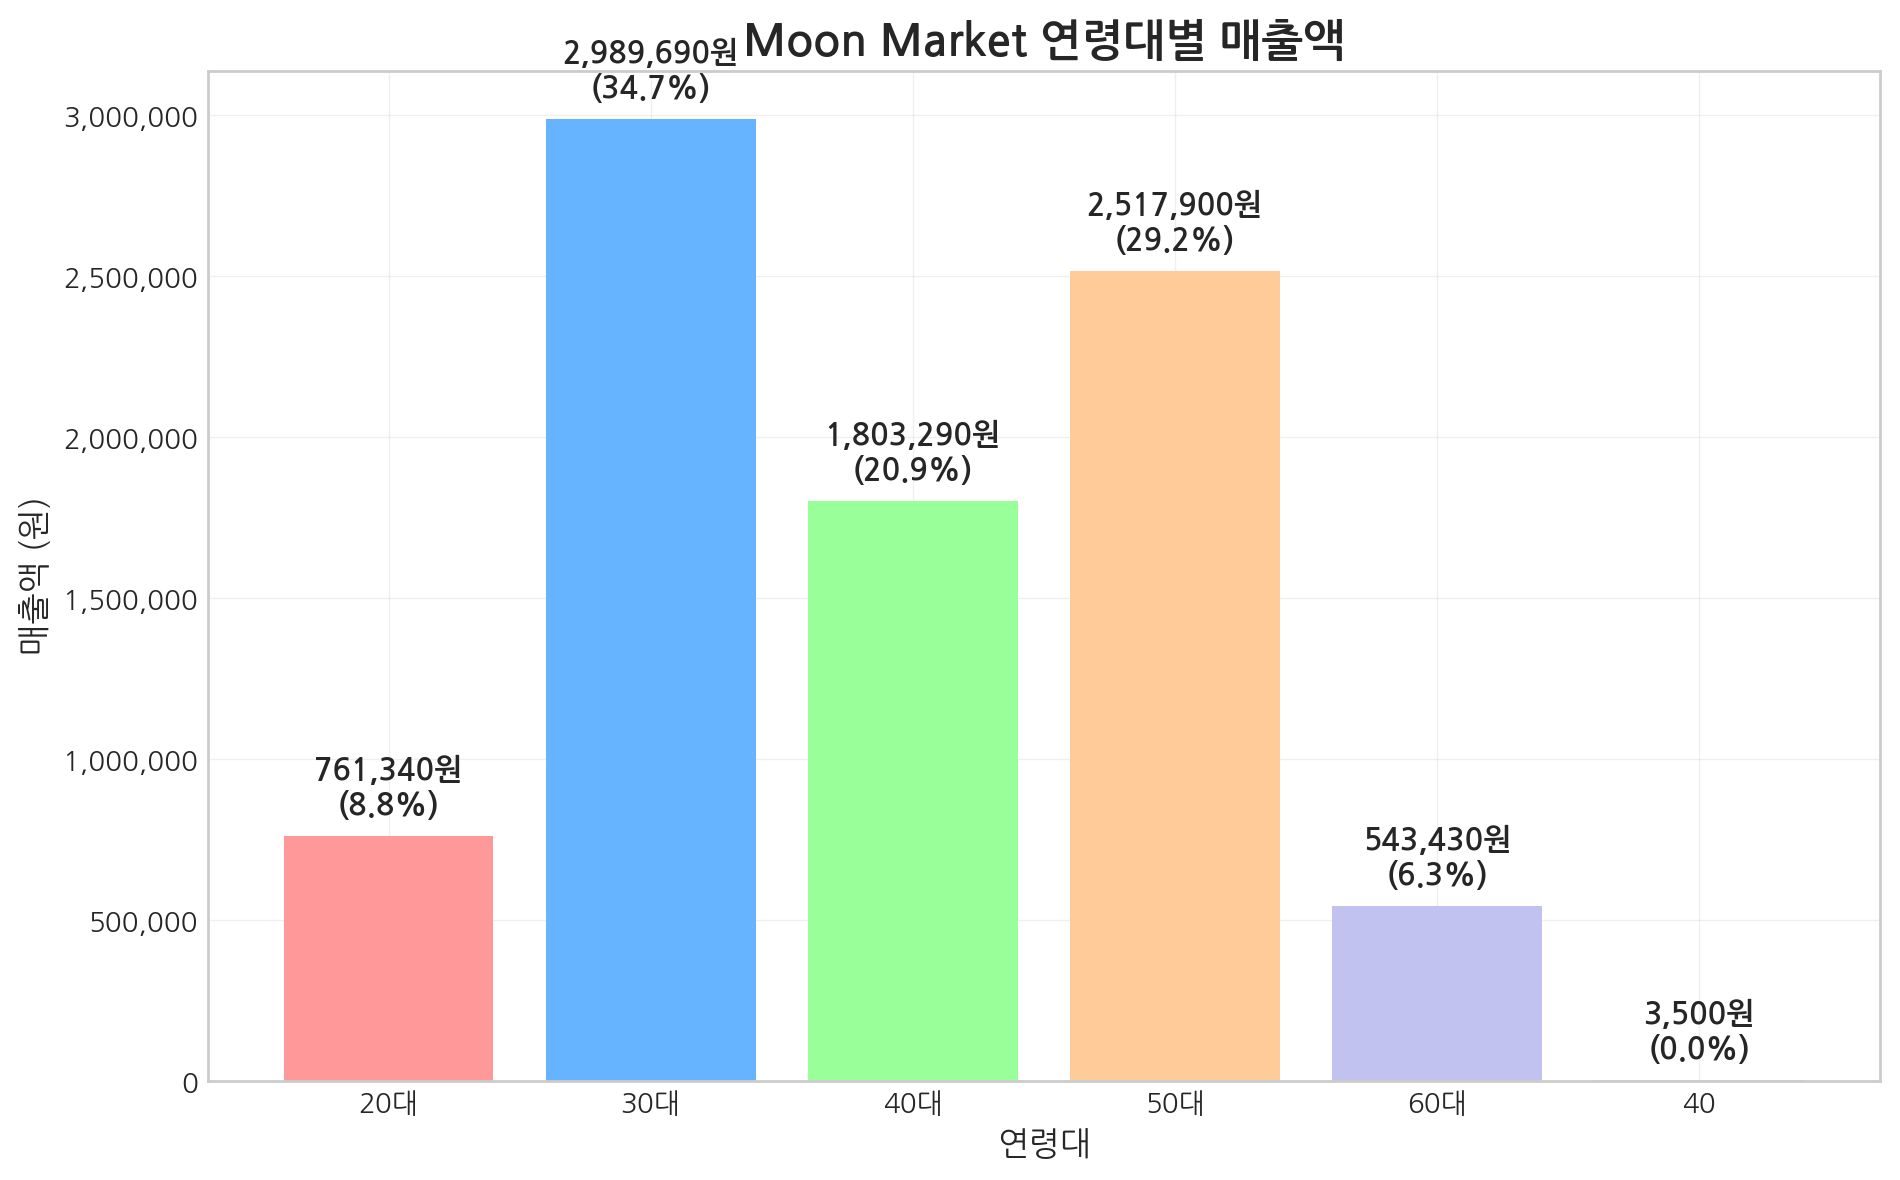 Moon Market 연령대별 매출액
2,989,690원
(34.7%)
2,517,900원
(29.2%)
1,803,290원
(20.9%)
761,340원
(8.8%)
543,430원
(6.3%)
3,500원
(0.0%)
3,000,000
2,500,000
2,000,000
1,500,000
1,000,000
500,000
0
매출액 (원)
20대
30대
40대
50대
60대
40
연령대